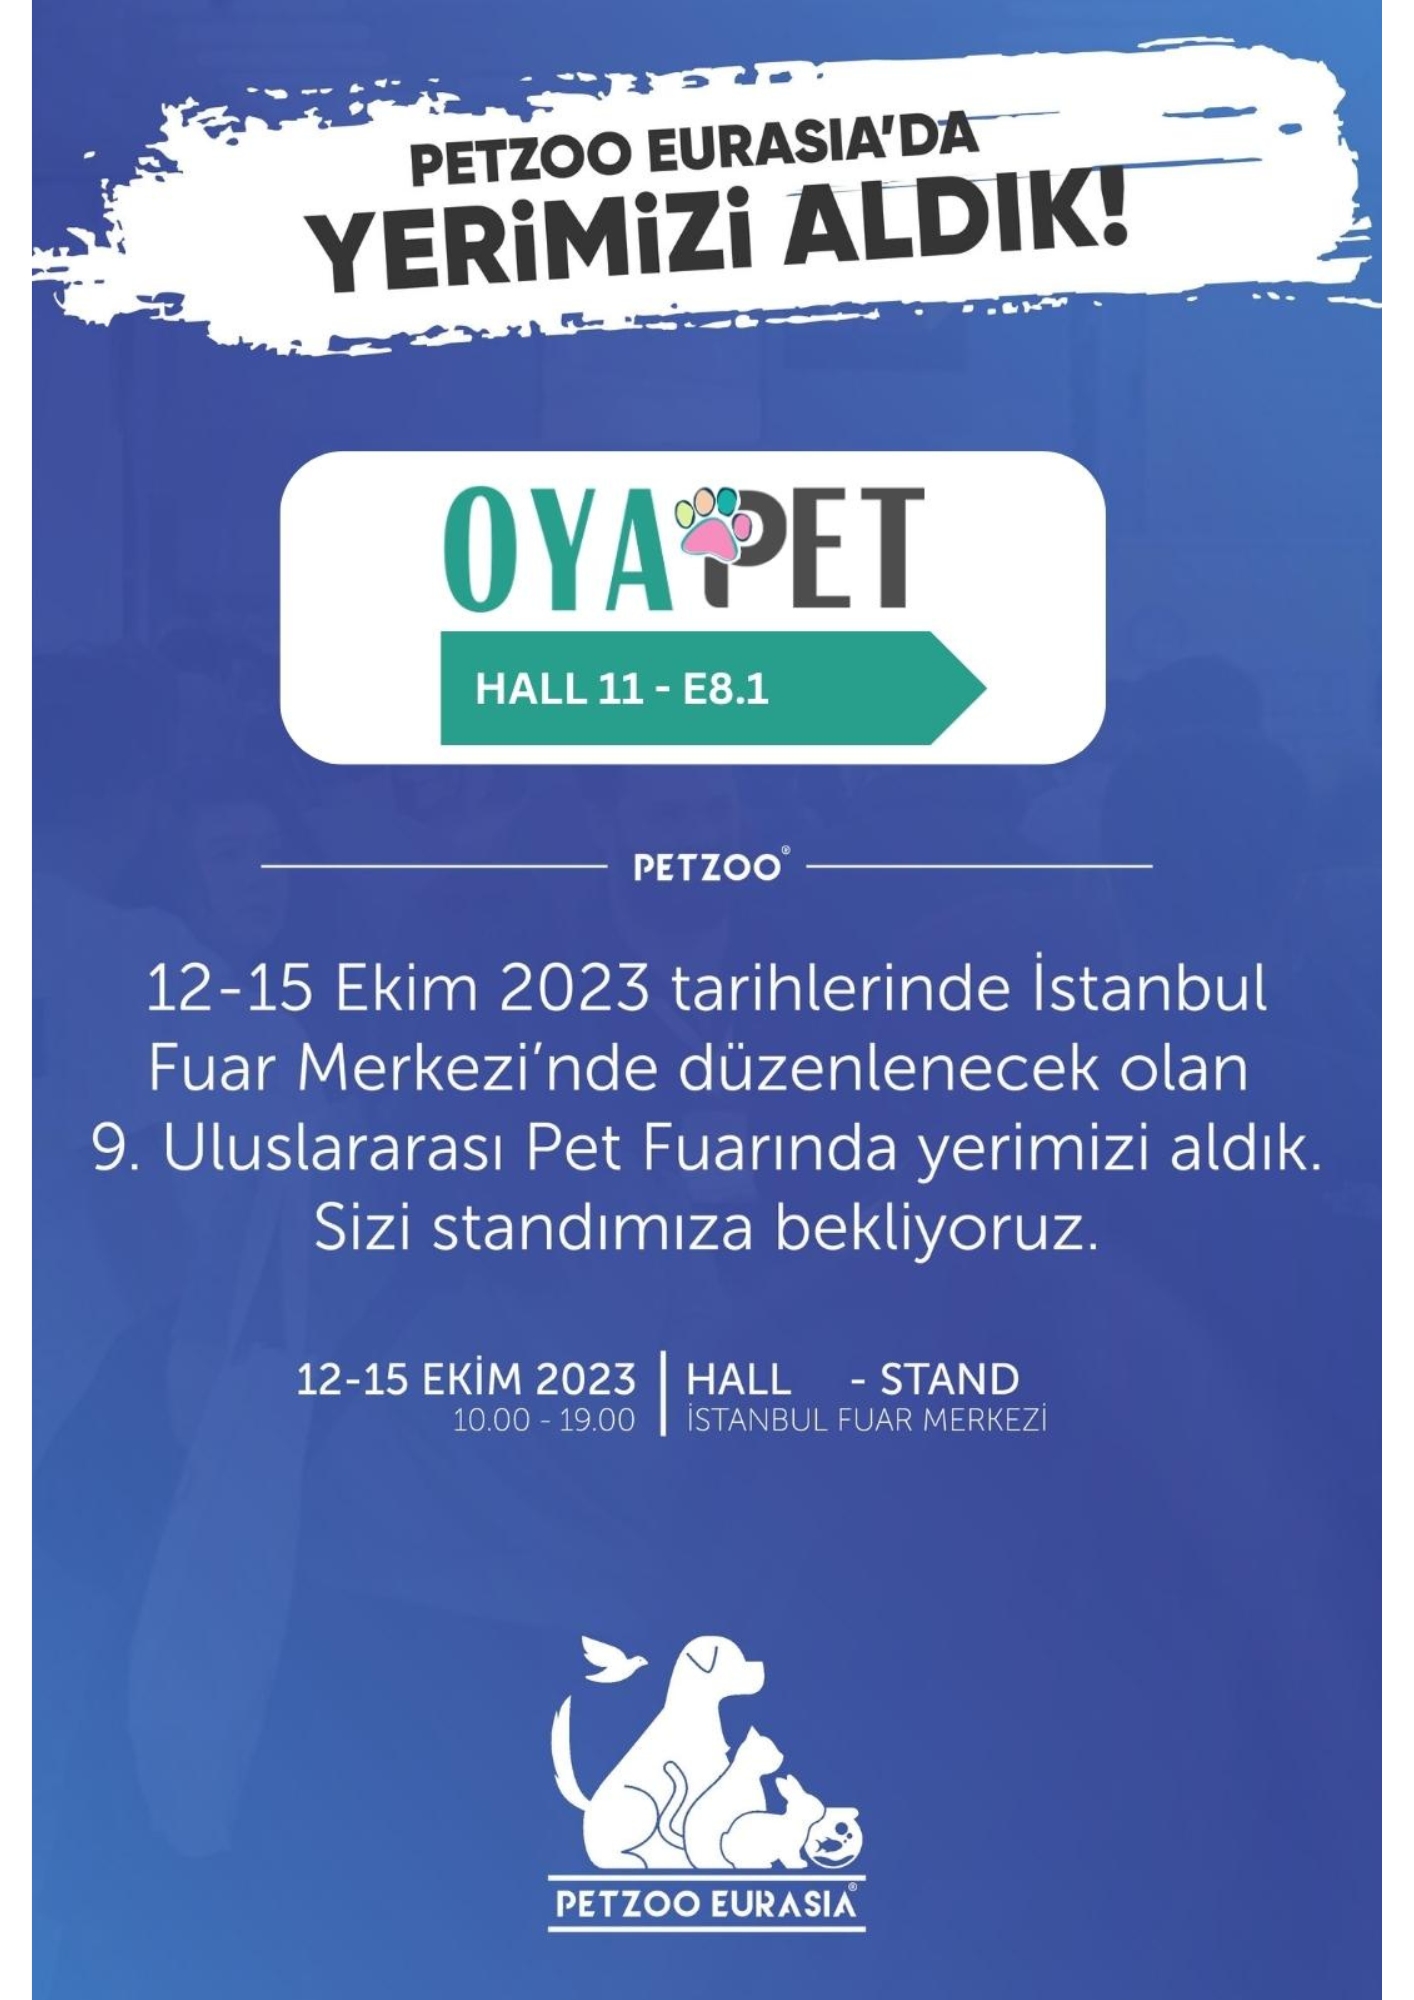 PETZOO EURASIA'DA
YERİMİZİ ALDIK!
OYA PET
HALL 11 - E8.1
PETZOO®
12-15 Ekim 2023 tarihlerinde İstanbul
Fuar Merkezi'nde düzenlenecek olan
9. Uluslararası Pet Fuarında yerimizi aldık.
Sizi standımıza bekliyoruz.
12-15 EKİM 2023 | HALL - STAND
10.00 - 19.00 | İSTANBUL FUAR MERKEZİ
PETZOO EURASIA®